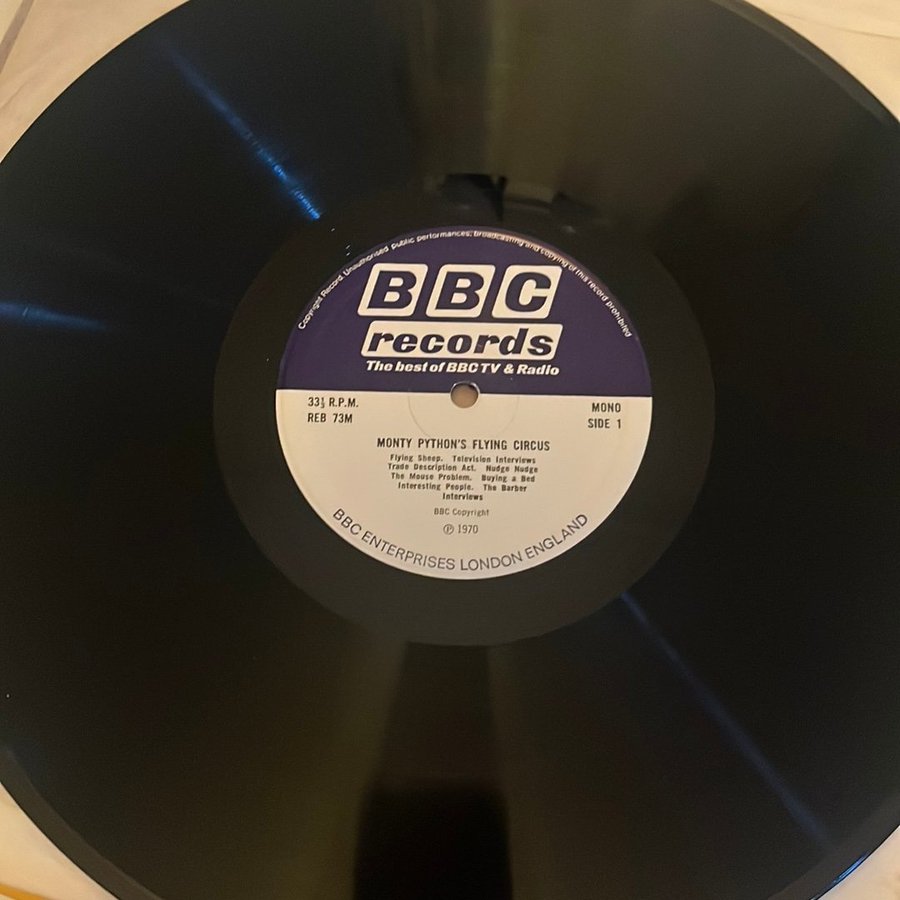 Copyright Record. Unauthorised public performances, broadcasting and copying of this record prohibited
BBC
records
The best of BBC TV & Radio
33⅓ R.P.M.
REB 73M
MONO
SIDE 1
MONTY PYTHON'S FLYING CIRCUS
Flying Sheep. Television Interviews
Trade Description Act. Nudge Nudge
The Mouse Problem. Buying a Bed
Interesting People. The Barber
Interviews
BBC Copyright
℗ 1970
BBC ENTERPRISES LONDON ENGLAND